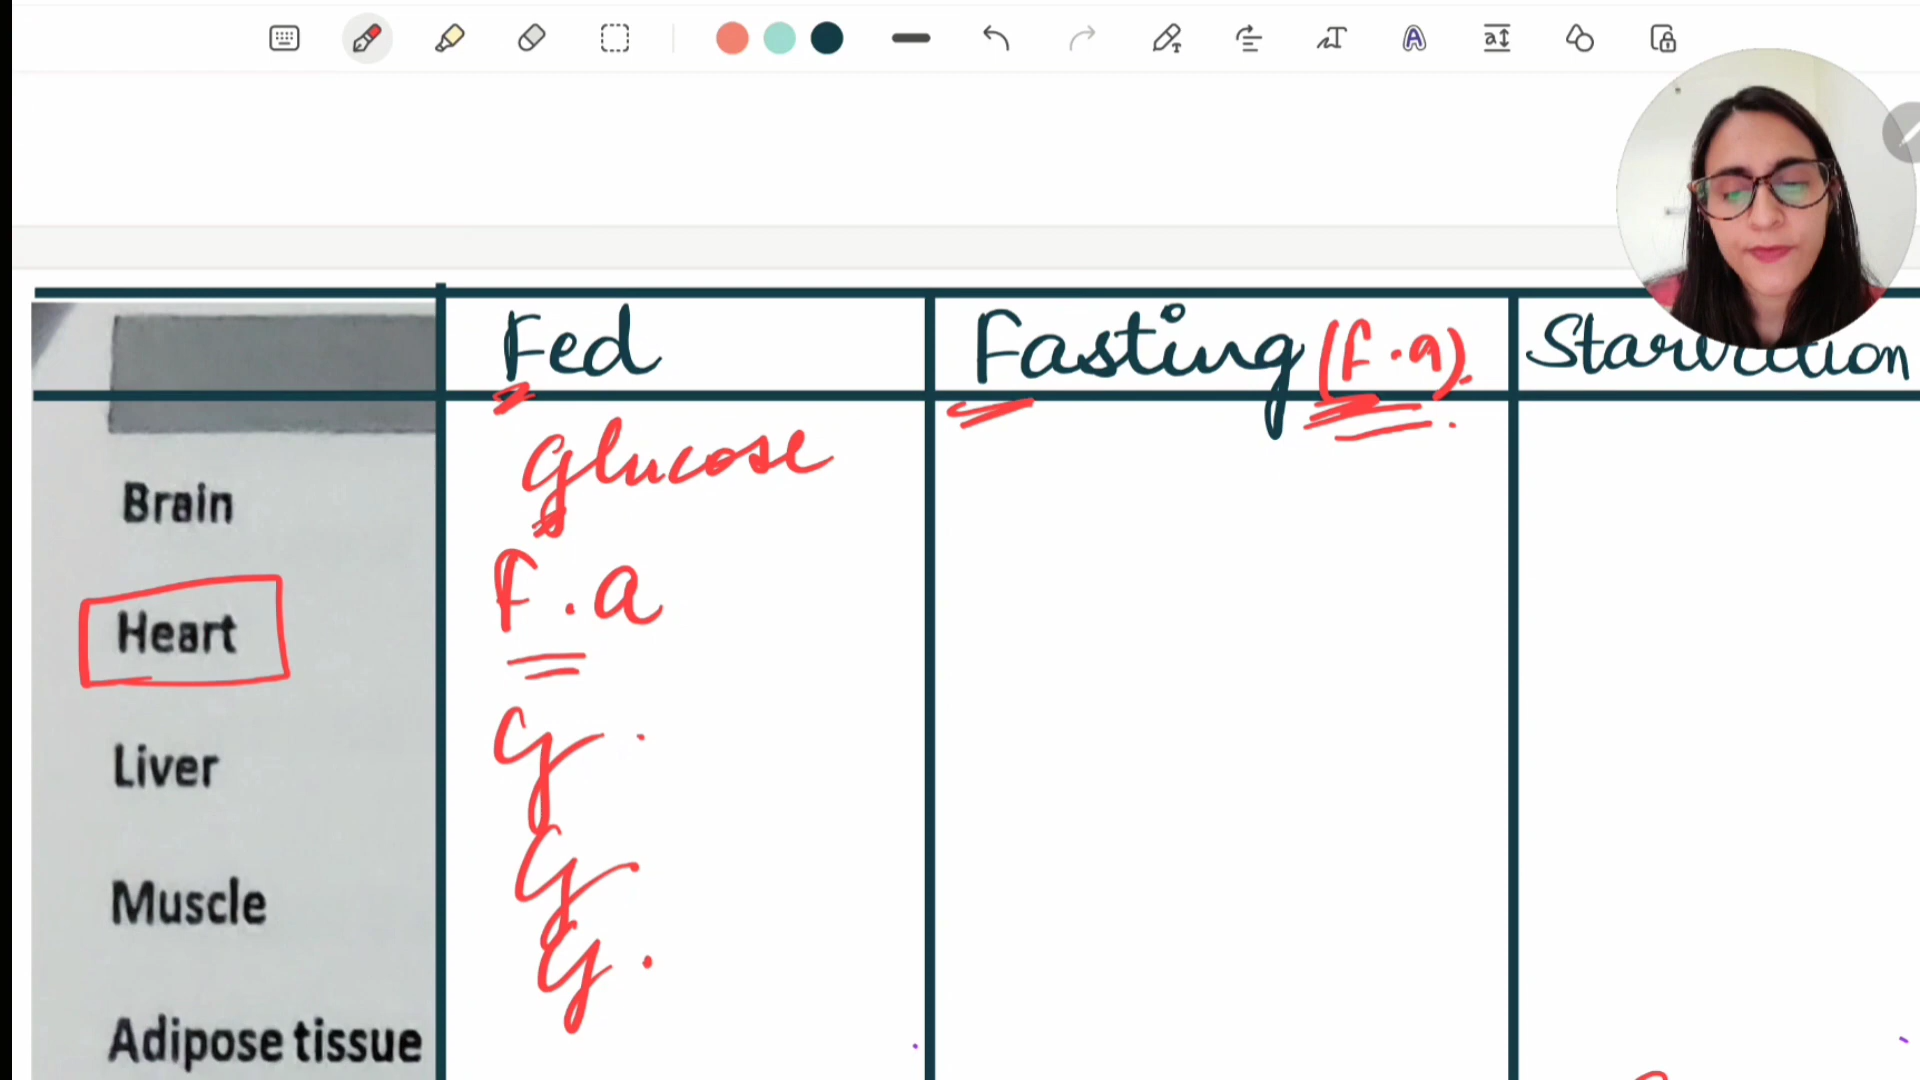 Fed Fasting (F.a). Starvation
Brain glucose
Heart F.a
Liver G.
Muscle G.
Adipose tissue G.